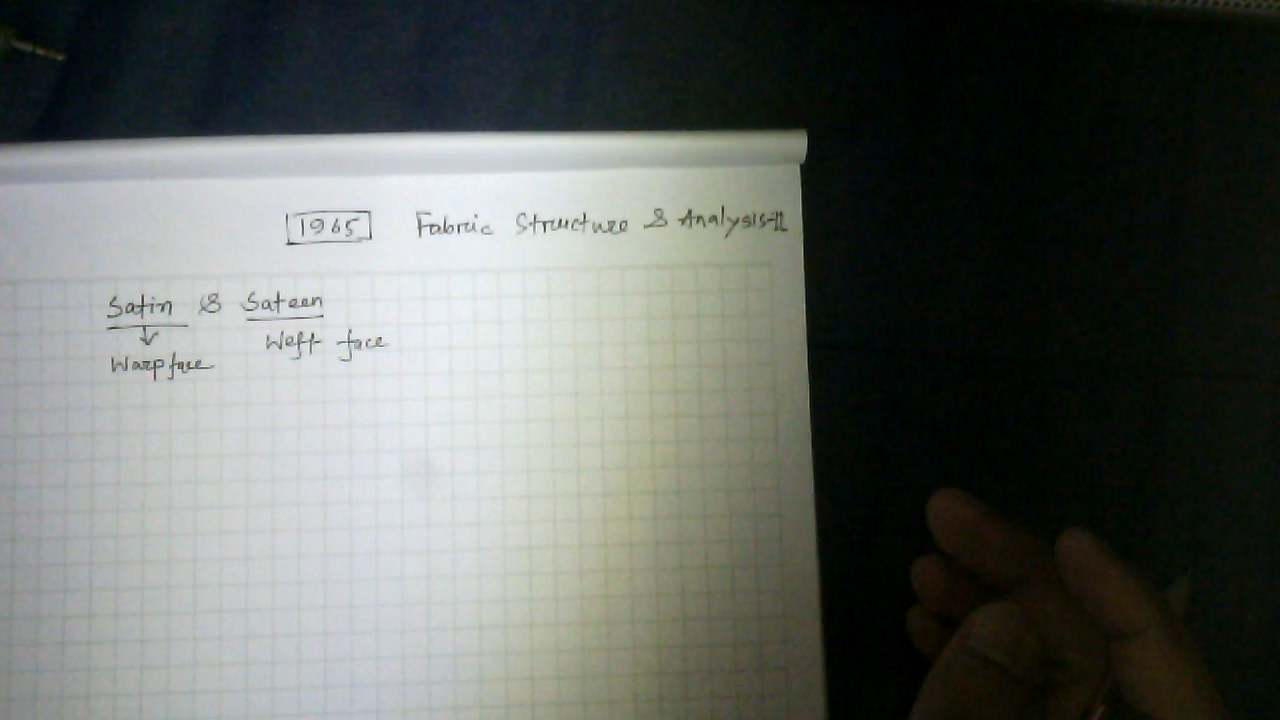 1965 Fabric Structure & Analysis-II
Satin & Sateen
Warp face Weft face